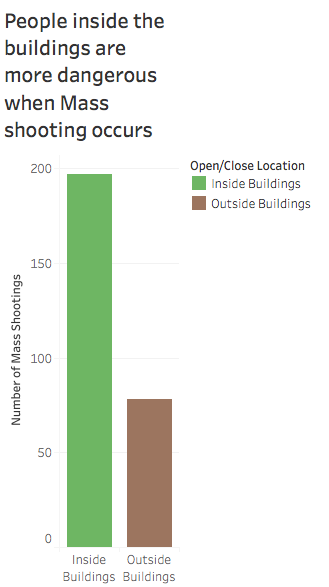 People inside the
buildings are
more dangerous
when Mass
shooting occurs
Open/Close Location
Inside Buildings
Outside Buildings
Number of Mass Shootings
200
150
100
50
0
Inside Buildings
Outside Buildings